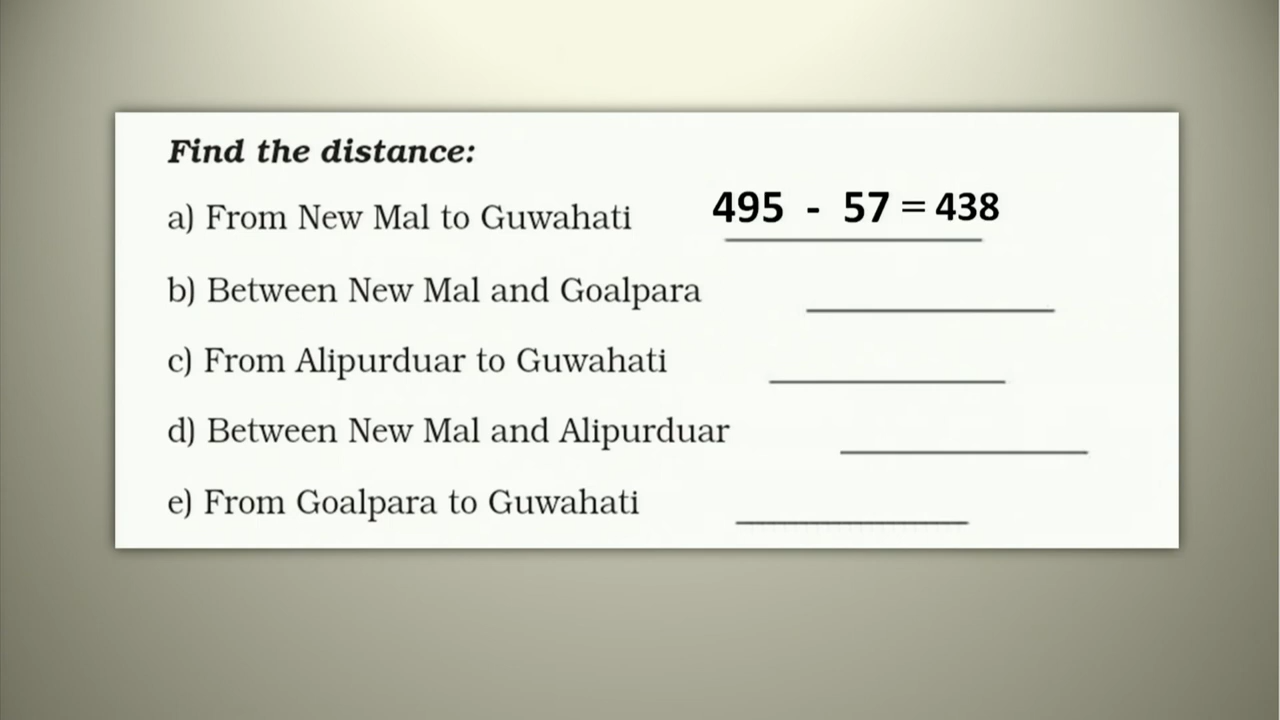 Find the distance:
a) From New Mal to Guwahati 495 - 57 = 438
b) Between New Mal and Goalpara
c) From Alipurduar to Guwahati
d) Between New Mal and Alipurduar
e) From Goalpara to Guwahati